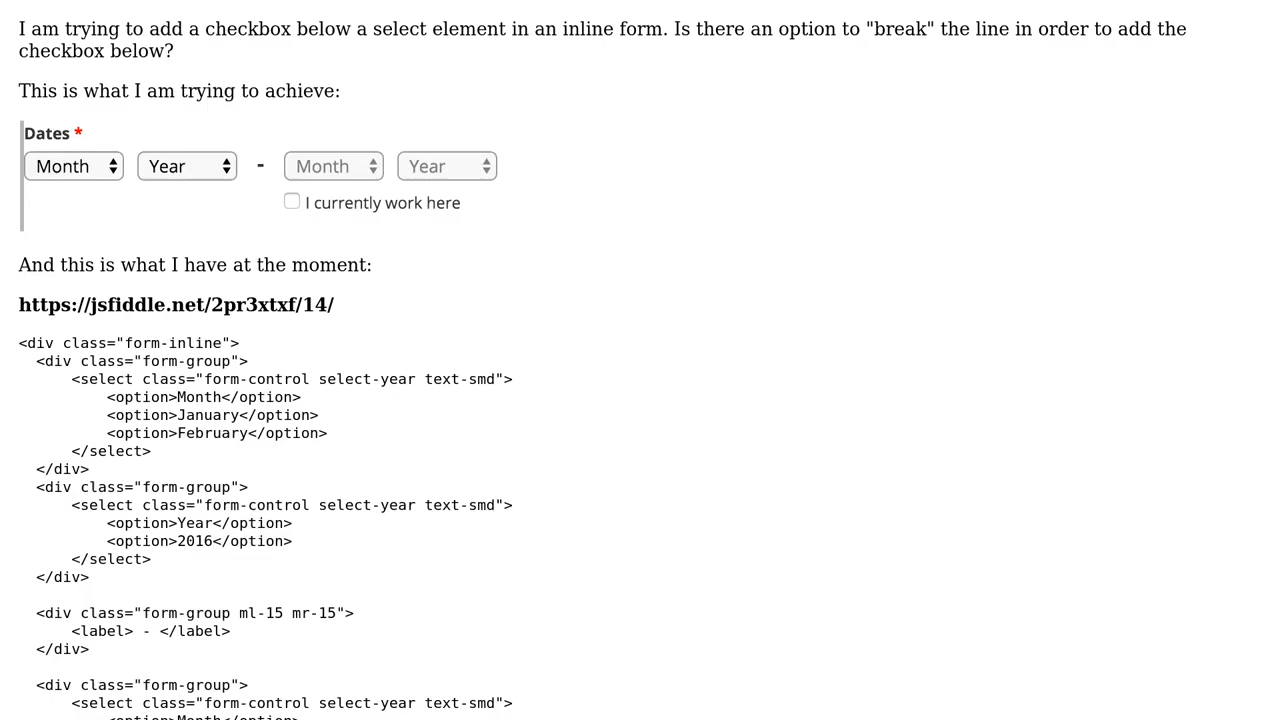 I am trying to add a checkbox below a select element in an inline form. Is there an option to "break" the line in order to add the
checkbox below?
This is what I am trying to achieve:
Dates *
Month Year - Month Year
I currently work here
And this is what I have at the moment:
https://jsfiddle.net/2pr3xtxf/14/
<div class="form-inline">
  <div class="form-group">
      <select class="form-control select-year text-smd">
          <option>Month</option>
          <option>January</option>
          <option>February</option>
      </select>
  </div>
  <div class="form-group">
      <select class="form-control select-year text-smd">
          <option>Year</option>
          <option>2016</option>
      </select>
  </div>
  <div class="form-group ml-15 mr-15">
      <label> - </label>
  </div>
  <div class="form-group">
      <select class="form-control select-year text-smd">
          <option>Month</option>